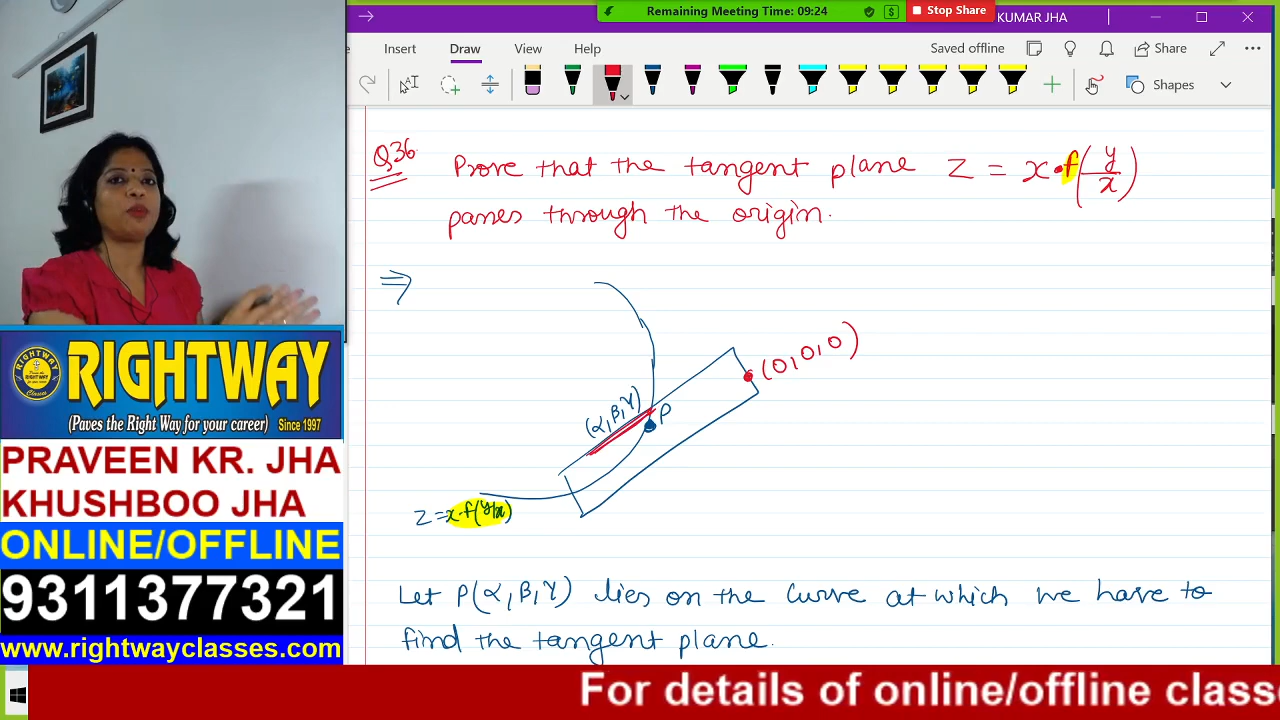 Remaining Meeting Time: 09:24
Stop Share
KUMAR JHA
Insert
Draw
View
Help
Saved offline
Share
Shapes
Q36
Prove that the tangent plane z = x·f(y/x)
passes through the origin.
⇒
(0,0,0)
(α,β,γ)
P
z=x·f(y/x)
Let P(α,β,γ) lies on the curve at which we have to
find the tangent plane.
RIGHTWAY
(Paves the Right Way for your career) Since 1997
PRAVEEN KR. JHA
KHUSHBOO JHA
ONLINE/OFFLINE
9311377321
www.rightwayclasses.com
For details of online/offline classe